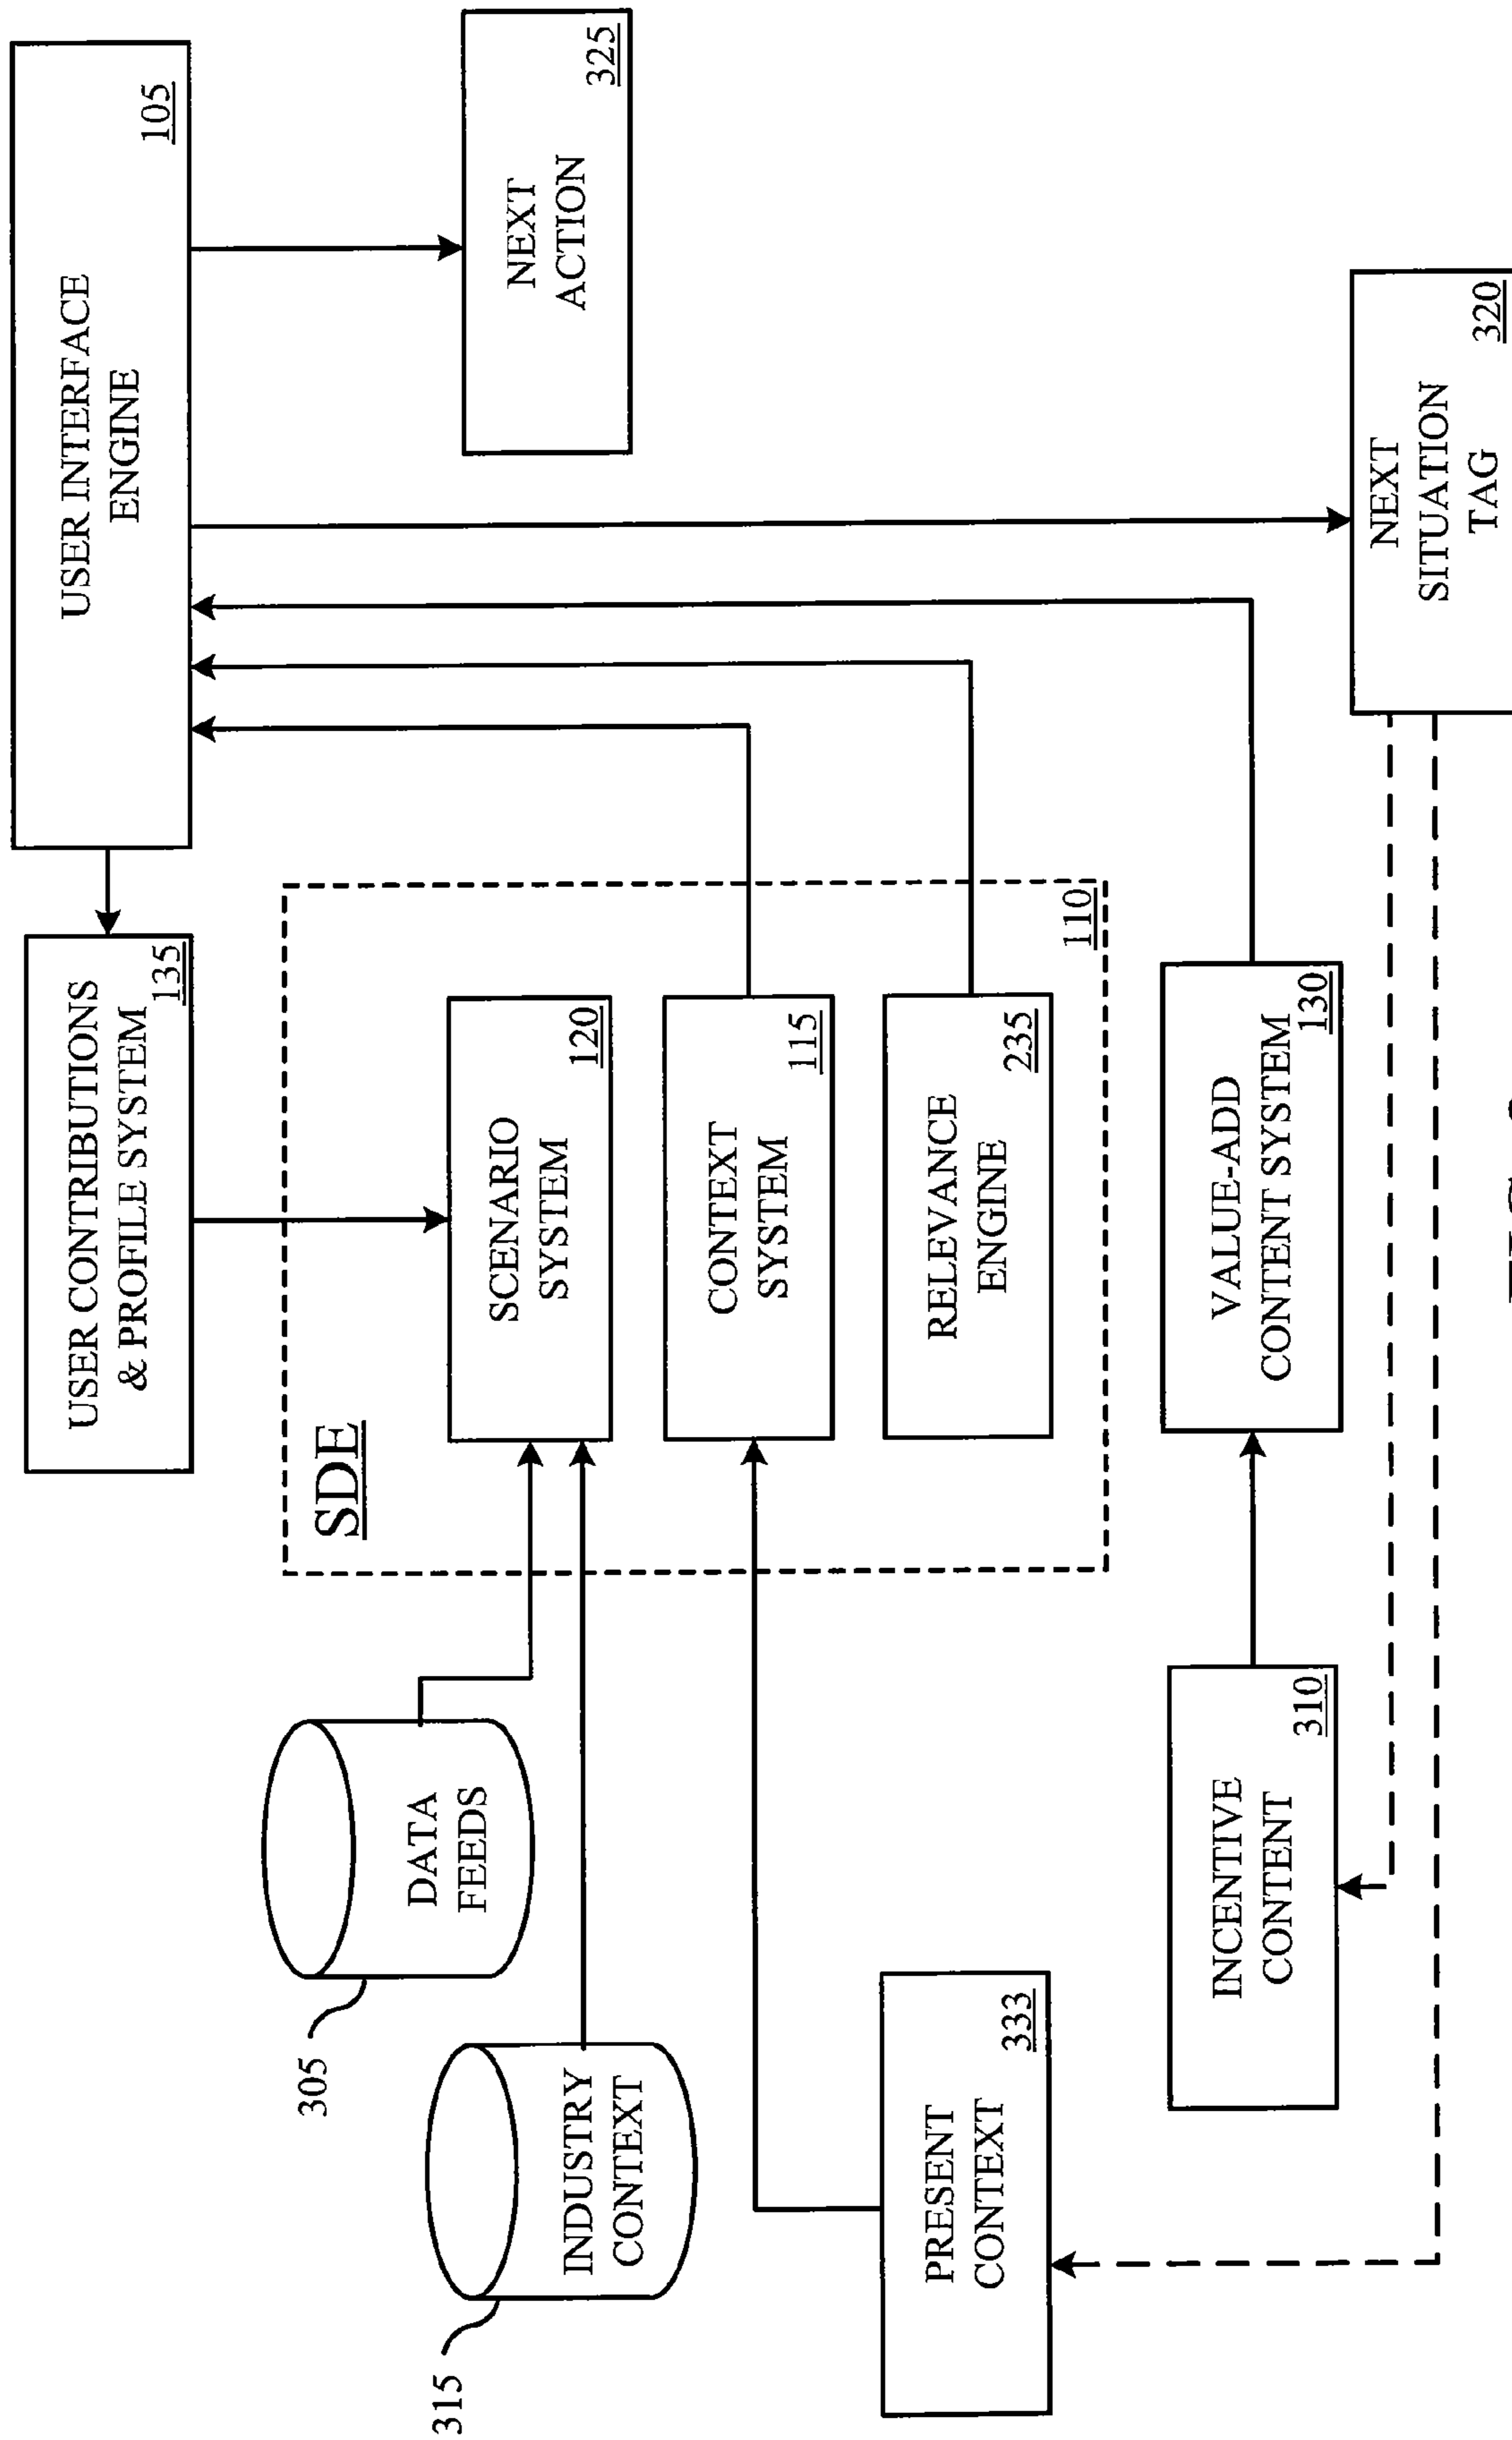 USER CONTRIBUTIONS
& PROFILE SYSTEM
135
USER INTERFACE
ENGINE
105
305
DATA
FEEDS
SDE
SCENARIO
SYSTEM
120
NEXT
ACTION
325
315
INDUSTRY
CONTEXT
CONTEXT
SYSTEM
115
PRESENT
CONTEXT
333
RELEVANCE
ENGINE
235
110
INCENTIVE
CONTENT
310
VALUE-ADD
CONTENT SYSTEM
130
NEXT
SITUATION
TAG
320